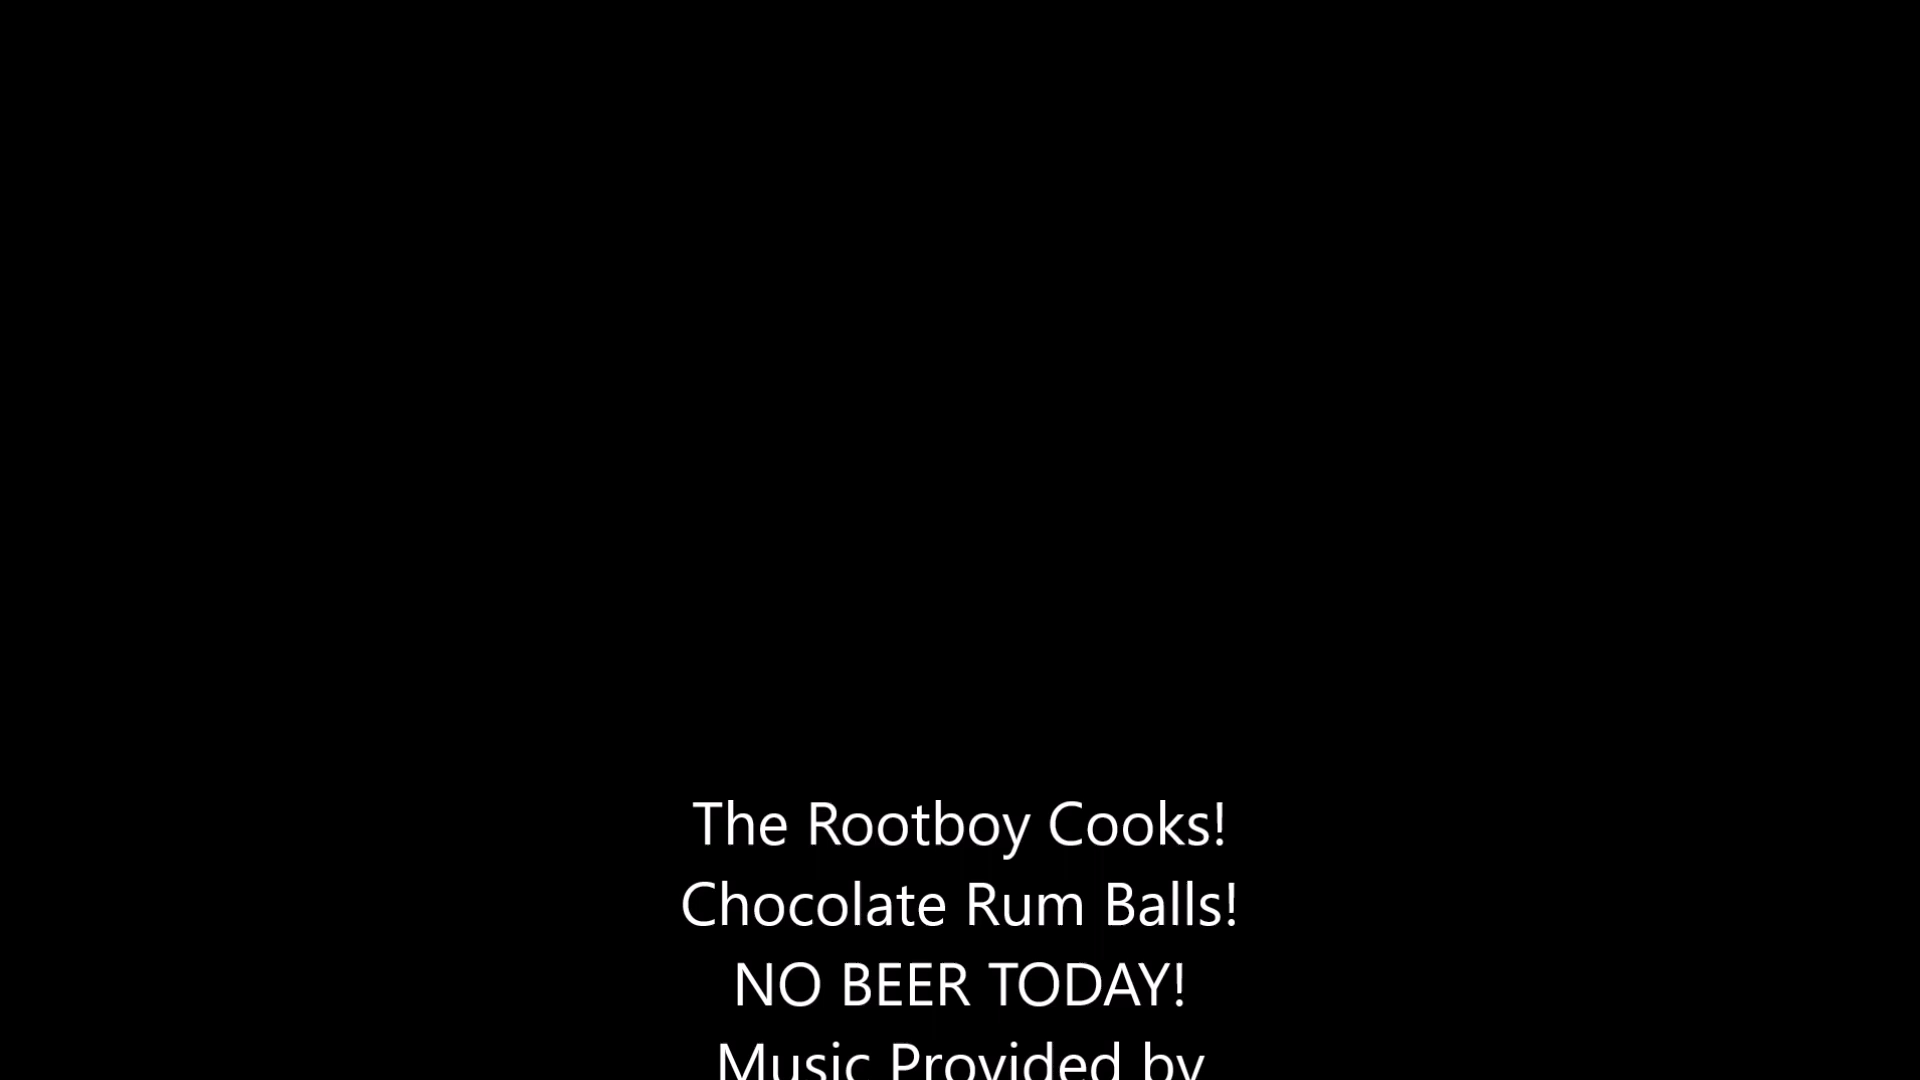 The Rootboy Cooks!
Chocolate Rum Balls!
NO BEER TODAY!
Music Provided by